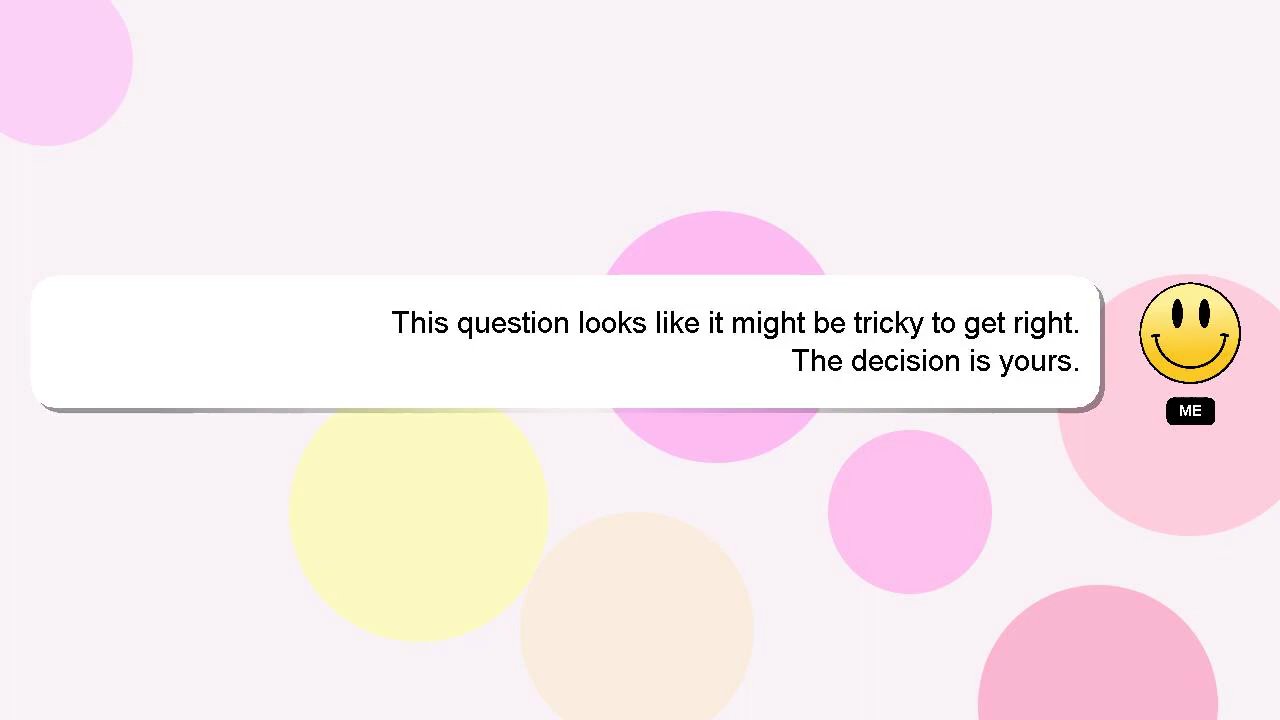 This question looks like it might be tricky to get right.
The decision is yours.
ME